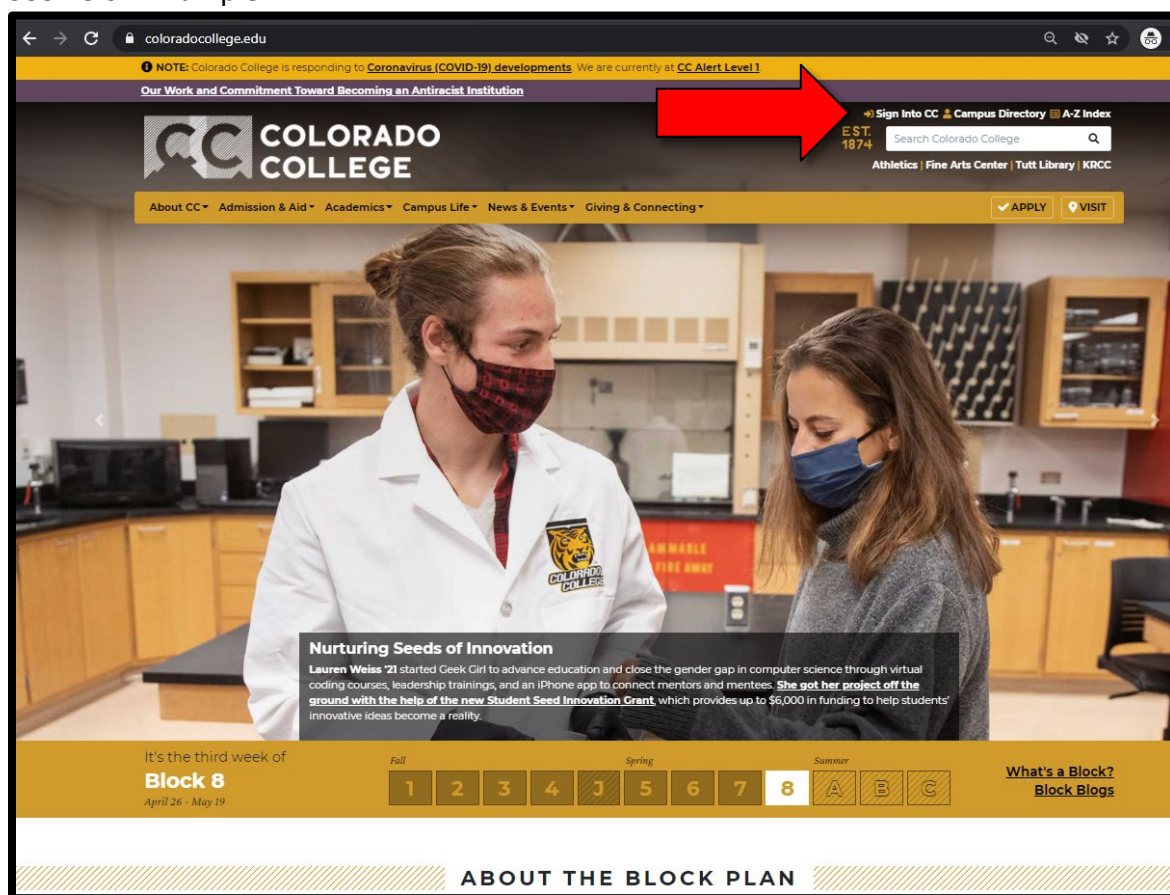 coloradocollege.edu
NOTE: Colorado College is responding to Coronavirus (COVID-19) developments. We are currently at CC Alert Level 1.
Our Work and Commitment Toward Becoming an Antiracist Institution
Sign Into CC Campus Directory A-Z Index
CC COLORADO
COLLEGE
EST.
1874
Search Colorado College
Athletics | Fine Arts Center | Tutt Library | KRCC
About CC Admission & Aid Academics Campus Life News & Events Giving & Connecting APPLY VISIT
AMMABLE
FIRE AWAY
COLORADO
COLLEGE
Nurturing Seeds of Innovation
Lauren Weiss '21 started Geek Girl to advance education and close the gender gap in computer science through virtual
coding courses, leadership trainings, and an iPhone app to connect mentors and mentees. She got her project off the
ground with the help of the new Student Seed Innovation Grant, which provides up to $6,000 in funding to help students'
innovative ideas become a reality.
It's the third week of
Block 8
April 26 - May 19
Fall Spring Summer
1 2 3 4 J 5 6 7 8 A B C
What's a Block?
Block Blogs
ABOUT THE BLOCK PLAN